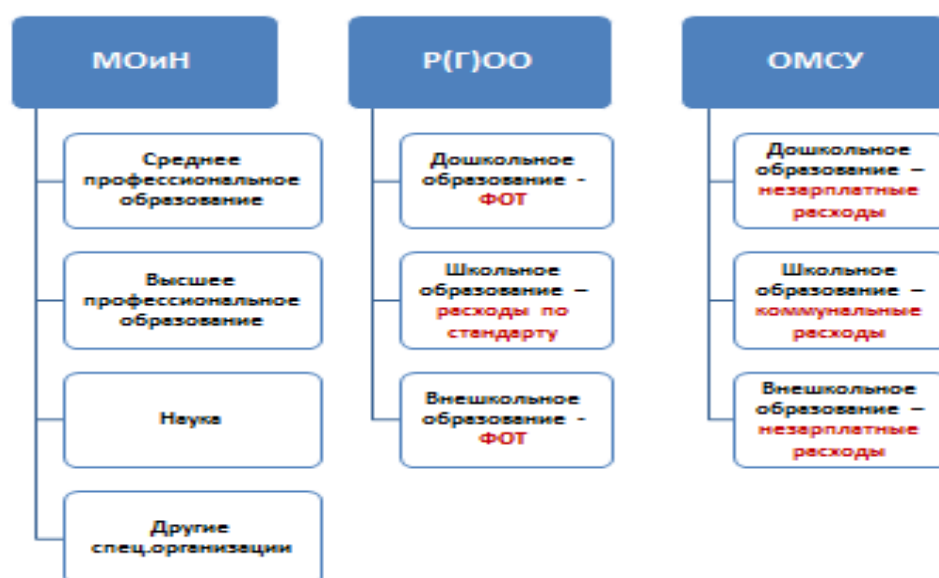 МОиН
Среднее
профессиональное
образование
Высшее
профессиональное
образование
Наука
Другие
спец.организации
Р(Г)ОО
Дошкольное
образование -
ФОТ
Школьное
образование –
расходы по
стандарту
Внешкольное
образование -
ФОТ
ОМСУ
Дошкольное
образование –
незарплатные
расходы
Школьное
образование –
коммунальные
расходы
Внешкольное
образование –
незарплатные
расходы